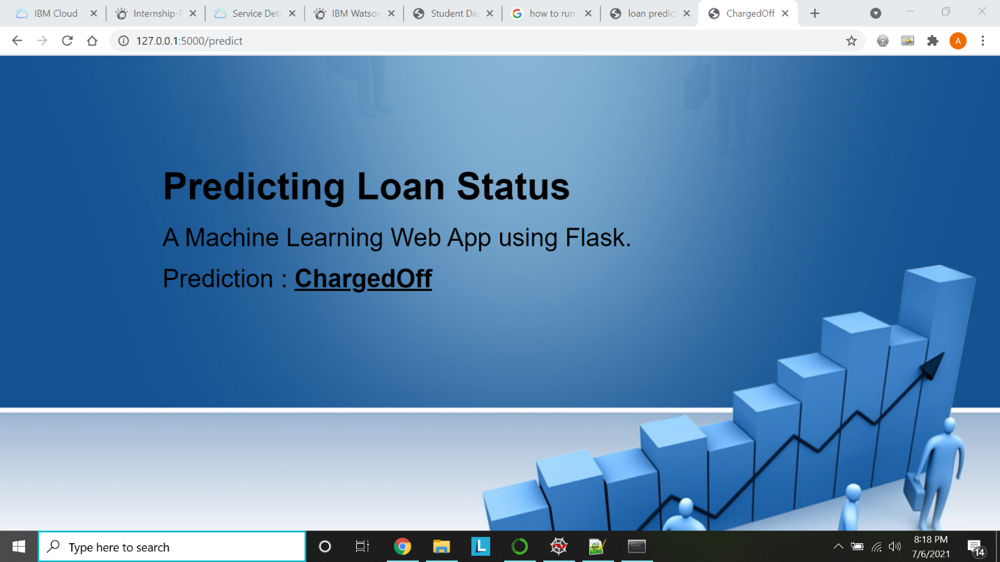 IBM Cloud
Internship-
Service Deta
IBM Watson
Student Da
how to run
loan predic
ChargedOff
127.0.0.1:5000/predict
A
Predicting Loan Status
A Machine Learning Web App using Flask.
Prediction : ChargedOff
Type here to search
L
8:18 PM
7/6/2021
14